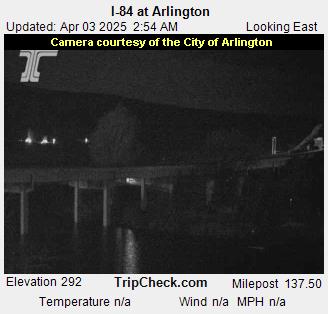 I-84 at Arlington
Updated: Apr 03 2025 2:54 AM Looking East
Camera courtesy of the City of Arlington
Elevation 292 TripCheck.com Milepost 137.50
Temperature n/a Wind n/a MPH n/a